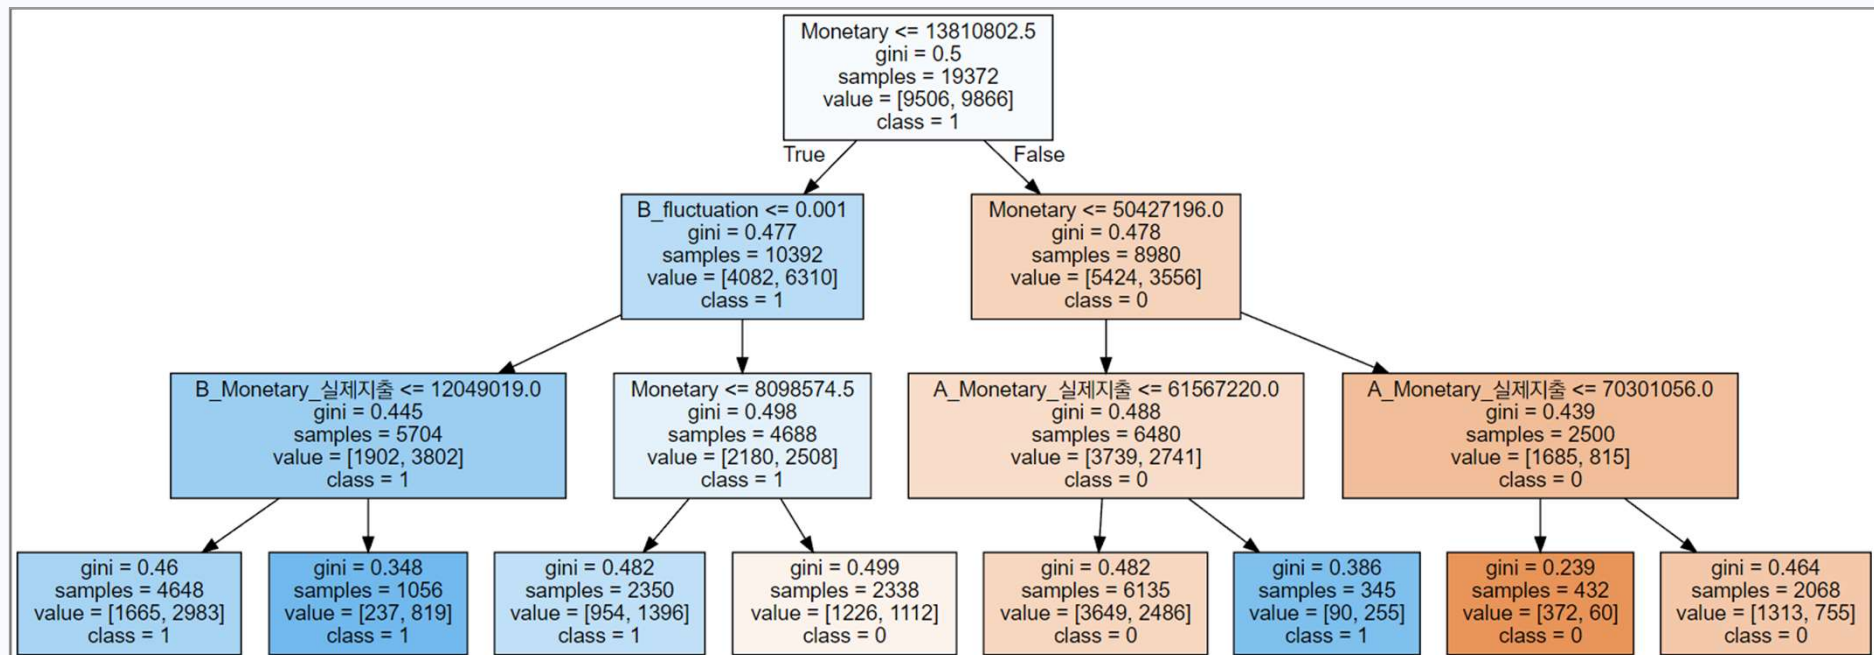 Monetary <= 13810802.5
gini = 0.5
samples = 19372
value = [9506, 9866]
class = 1
True
False
B_fluctuation <= 0.001
gini = 0.477
samples = 10392
value = [4082, 6310]
class = 1
Monetary <= 50427196.0
gini = 0.478
samples = 8980
value = [5424, 3556]
class = 0
B_Monetary_실제지출 <= 12049019.0
gini = 0.445
samples = 5704
value = [1902, 3802]
class = 1
Monetary <= 8098574.5
gini = 0.498
samples = 4688
value = [2180, 2508]
class = 1
A_Monetary_실제지출 <= 61567220.0
gini = 0.488
samples = 6480
value = [3739, 2741]
class = 0
A_Monetary_실제지출 <= 70301056.0
gini = 0.439
samples = 2500
value = [1685, 815]
class = 0
gini = 0.46
samples = 4648
value = [1665, 2983]
class = 1
gini = 0.348
samples = 1056
value = [237, 819]
class = 1
gini = 0.482
samples = 2350
value = [954, 1396]
class = 1
gini = 0.499
samples = 2338
value = [1226, 1112]
class = 0
gini = 0.482
samples = 6135
value = [3649, 2486]
class = 0
gini = 0.386
samples = 345
value = [90, 255]
class = 1
gini = 0.239
samples = 432
value = [372, 60]
class = 0
gini = 0.464
samples = 2068
value = [1313, 755]
class = 0